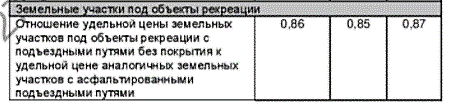 Земельные участки под объекты рекреации
Отношение удельной цены земельных 0,86 0,85 0,87
участков под объекты рекреации с
подъездными путями без покрытия к
удельной цене аналогичных земельных
участков с асфальтированными
подъездными путями